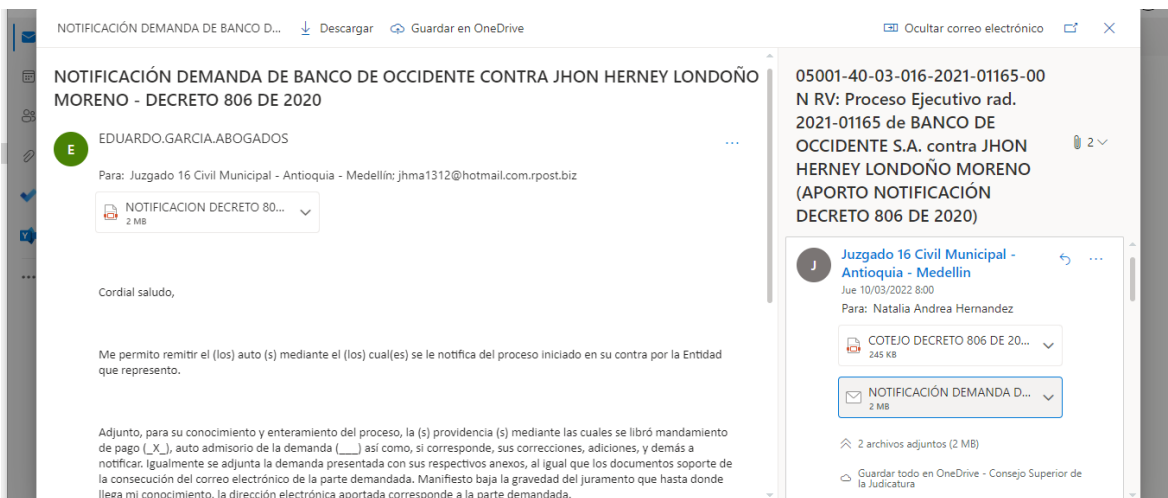 NOTIFICACIÓN DEMANDA DE BANCO D...
Descargar
Guardar en OneDrive
Ocultar correo electrónico
NOTIFICACIÓN DEMANDA DE BANCO DE OCCIDENTE CONTRA JHON HERNEY LONDOÑO
MORENO - DECRETO 806 DE 2020
E
EDUARDO.GARCIA.ABOGADOS
Para: Juzgado 16 Civil Municipal - Antioquia - Medellín; jhma1312@hotmail.com.rpost.biz
NOTIFICACION DECRETO 80...
2 MB
Cordial saludo,
Me permito remitir el (los) auto (s) mediante el (los) cual(es) se le notifica del proceso iniciado en su contra por la Entidad
que represento.
Adjunto, para su conocimiento y enteramiento del proceso, la (s) providencia (s) mediante las cuales se libró mandamiento
de pago (_X_), auto admisorio de la demanda (___) así como, si corresponde, sus correcciones, adiciones, y demás a
notificar. Igualmente se adjunta la demanda presentada con sus respectivos anexos, al igual que los documentos soporte de
la consecución del correo electrónico de la parte demandada. Manifiesto baja la gravedad del juramento que hasta donde
llega mi conocimiento, la dirección electrónica aportada corresponde a la parte demandada.
05001-40-03-016-2021-01165-00
N RV: Proceso Ejecutivo rad.
2021-01165 de BANCO DE
OCCIDENTE S.A. contra JHON
HERNEY LONDOÑO MORENO
(APORTO NOTIFICACIÓN
DECRETO 806 DE 2020)
2
J
Juzgado 16 Civil Municipal -
Antioquia - Medellin
Jue 10/03/2022 8:00
Para: Natalia Andrea Hernandez
COTEJO DECRETO 806 DE 20...
245 KB
NOTIFICACIÓN DEMANDA D...
2 MB
2 archivos adjuntos (2 MB)
Guardar todo en OneDrive - Consejo Superior de
la Judicatura